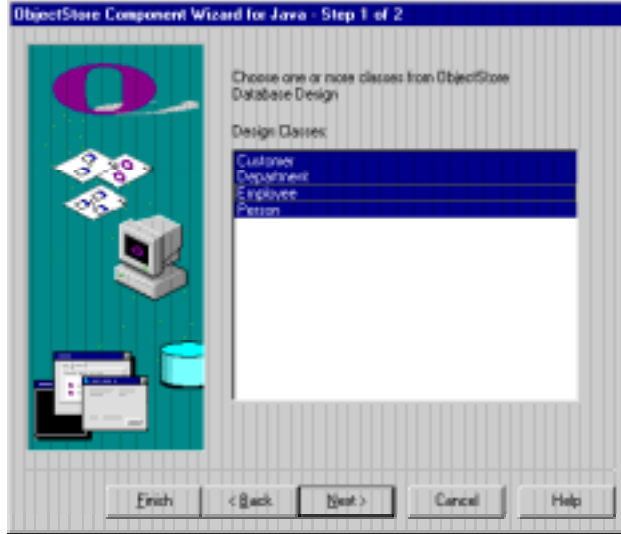 ObjectStore Component Wizard for Java - Step 1 of 2
Choose one or more classes from ObjectStore
Database Design
Design Classes:
Customer
Department
Employee
Person
Finish
< Back
Next >
Cancel
Help